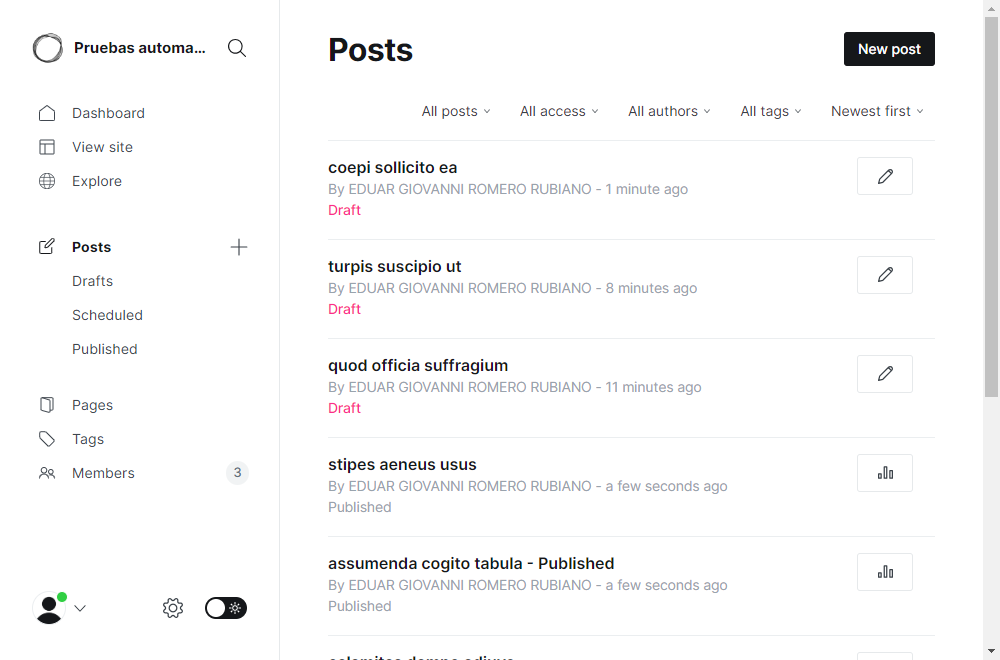 Pruebas automa...
Dashboard
View site
Explore
Posts
Drafts
Scheduled
Published
Pages
Tags
Members 3
Posts
New post
All posts All access All authors All tags Newest first
coepi sollicito ea
By EDUAR GIOVANNI ROMERO RUBIANO - 1 minute ago
Draft
turpis suscipio ut
By EDUAR GIOVANNI ROMERO RUBIANO - 8 minutes ago
Draft
quod officia suffragium
By EDUAR GIOVANNI ROMERO RUBIANO - 11 minutes ago
Draft
stipes aeneus usus
By EDUAR GIOVANNI ROMERO RUBIANO - a few seconds ago
Published
assumenda cogito tabula - Published
By EDUAR GIOVANNI ROMERO RUBIANO - a few seconds ago
Published